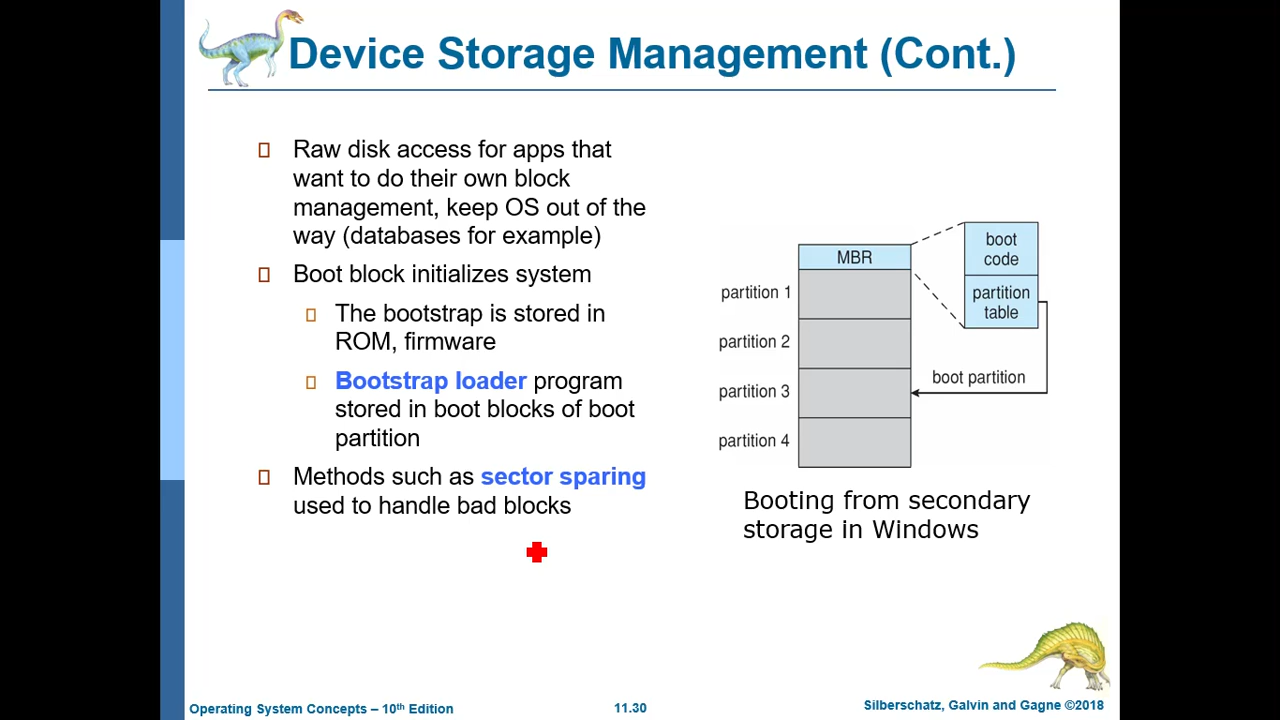 Device Storage Management (Cont.)
Raw disk access for apps that
want to do their own block
management, keep OS out of the
way (databases for example)
Boot block initializes system
The bootstrap is stored in
ROM, firmware
Bootstrap loader program
stored in boot blocks of boot
partition
Methods such as sector sparing
used to handle bad blocks
MBR
boot
code
partition
table
partition 1
partition 2
boot partition
partition 3
partition 4
Booting from secondary
storage in Windows
Operating System Concepts – 10th Edition
11.30
Silberschatz, Galvin and Gagne ©2018